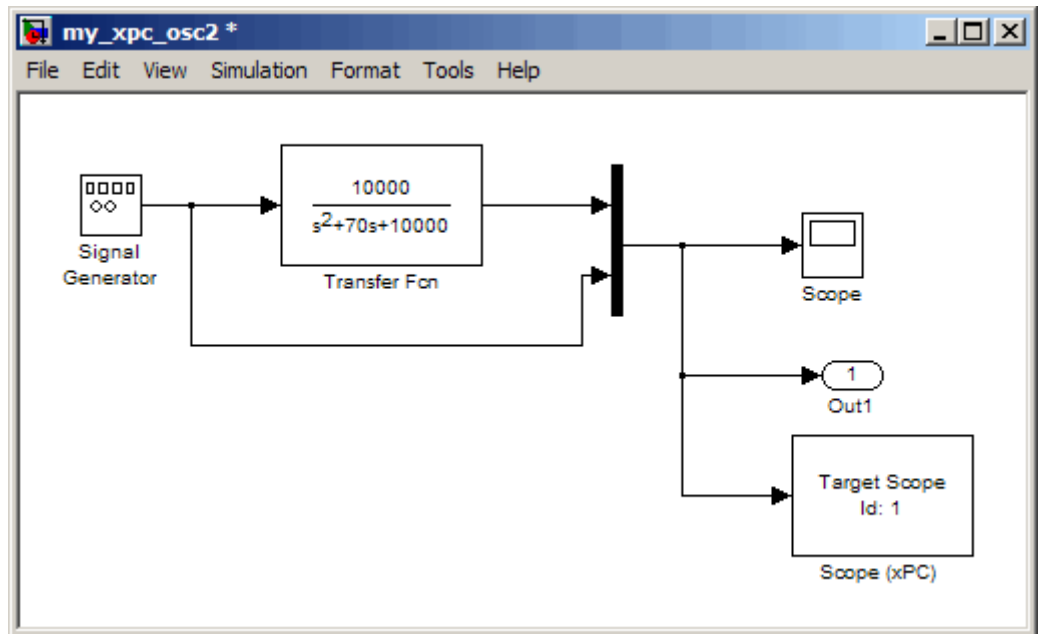 my_xpc_osc2 *
File Edit View Simulation Format Tools Help
Signal
Generator
10000
s²+70s+10000
Transfer Fcn
Scope
1
Out1
Target Scope
Id: 1
Scope (xPC)